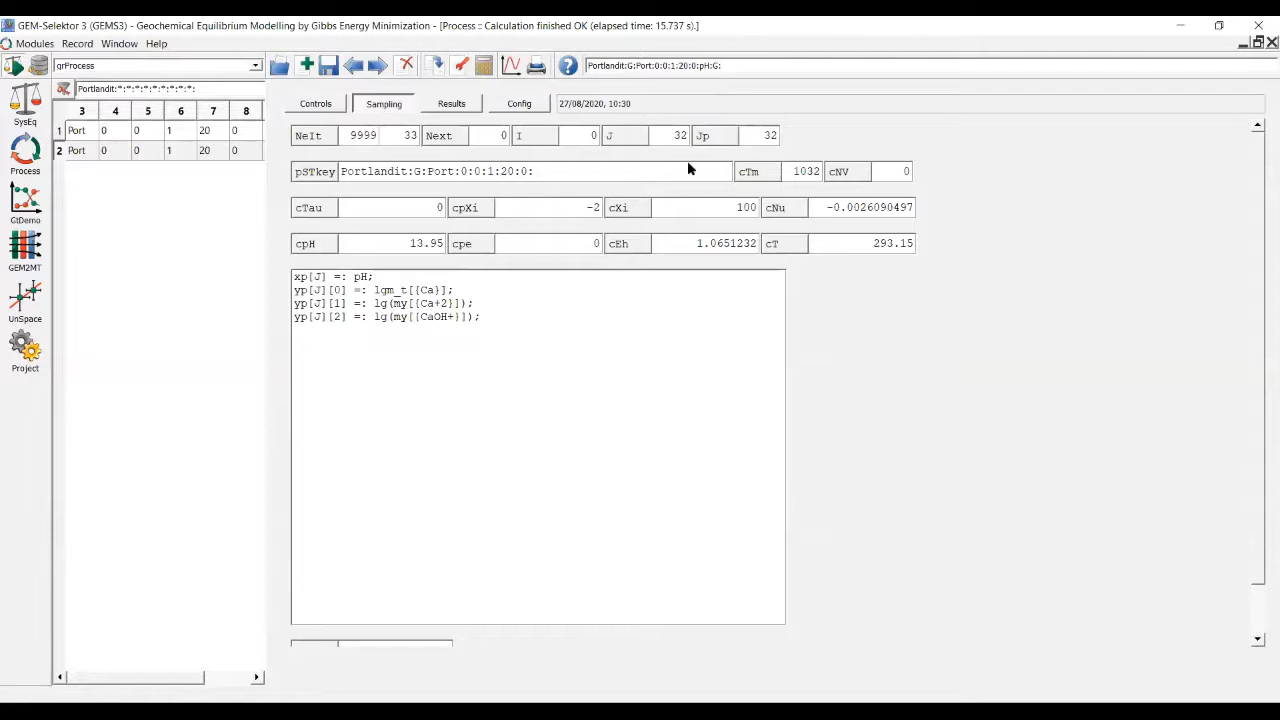 GEM-Selektor 3 (GEMS3) - Geochemical Equilibrium Modelling by Gibbs Energy Minimization - [Process :: Calculation finished OK (elapsed time: 15.737 s).]
Modules Record Window Help
qrProcess
Portlandit:G:Port:0:0:1:20:0:pH:G:
Portlandit:*:*:*:*:*:*:*:*:*:
Controls Sampling Results Config 27/08/2020, 10:30
3 4 5 6 7 8
1 Port 0 0 1 20 0
2 Port 0 0 1 20 0
SysEq
Process
GtDemo
GEM2MT
UnSpace
Project
NeIt 9999 33 Next 0 I 0 J 32 Jp 32
pSTkey Portlandit:G:Port:0:0:1:20:0: cTm 1032 cNV 0
cTau 0 cpXi -2 cXi 100 cNu -0.0026090497
cpH 13.95 cpe 0 cEh 1.0651232 cT 293.15
xp[J] =: pH;
yp[J][0] =: lgm_t[{Ca}];
yp[J][1] =: lg(my[{Ca+2}]);
yp[J][2] =: lg(my[{CaOH+}]);